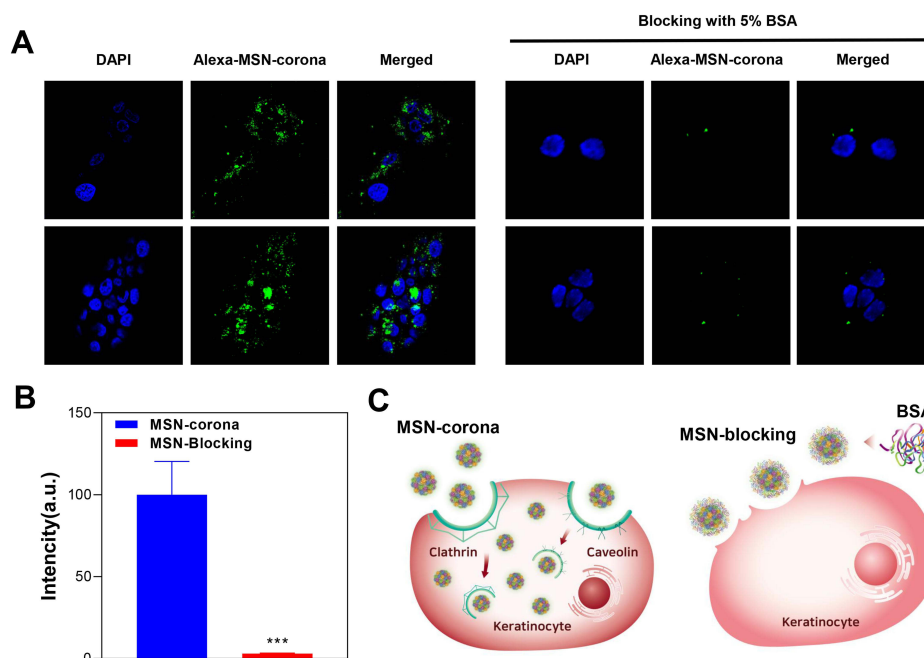 Blocking with 5% BSA
A
DAPI Alexa-MSN-corona Merged DAPI Alexa-MSN-corona Merged
B
150
MSN-corona
MSN-Blocking
100
50
0
Intencity(a.u.)
***
C
MSN-corona
Clathrin
Caveolin
Keratinocyte
MSN-blocking
BSA
Keratinocyte